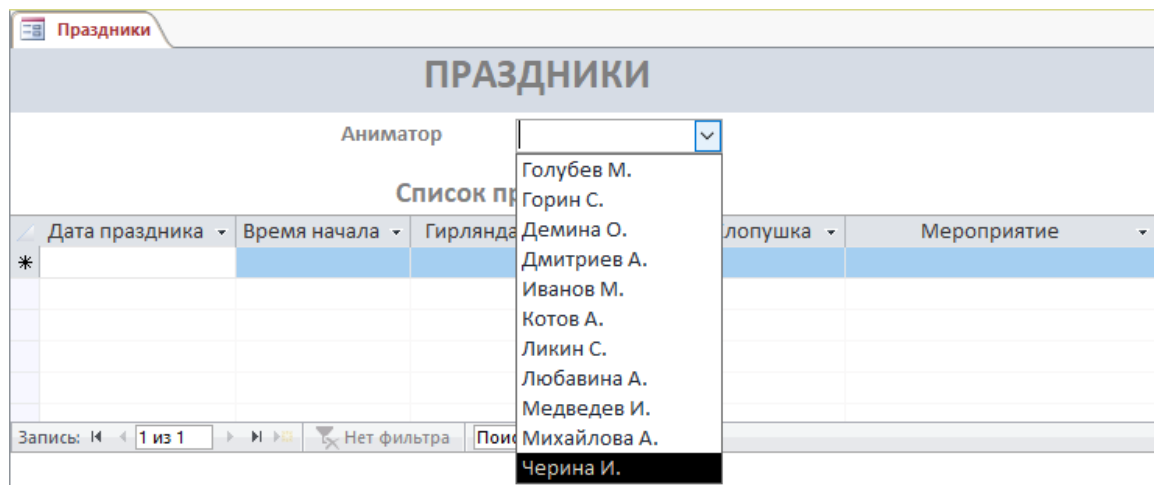 Праздники
ПРАЗДНИКИ
Аниматор
Голубев М.
Список пр
Горин С.
Дата праздника Время начала Гирлянда Демина О. лопушка Мероприятие
Дмитриев А.
Иванов М.
Котов А.
Ликин С.
Любавина А.
Медведев И.
Запись: 1 из 1 Нет фильтра Поис Михайлова А.
Черина И.